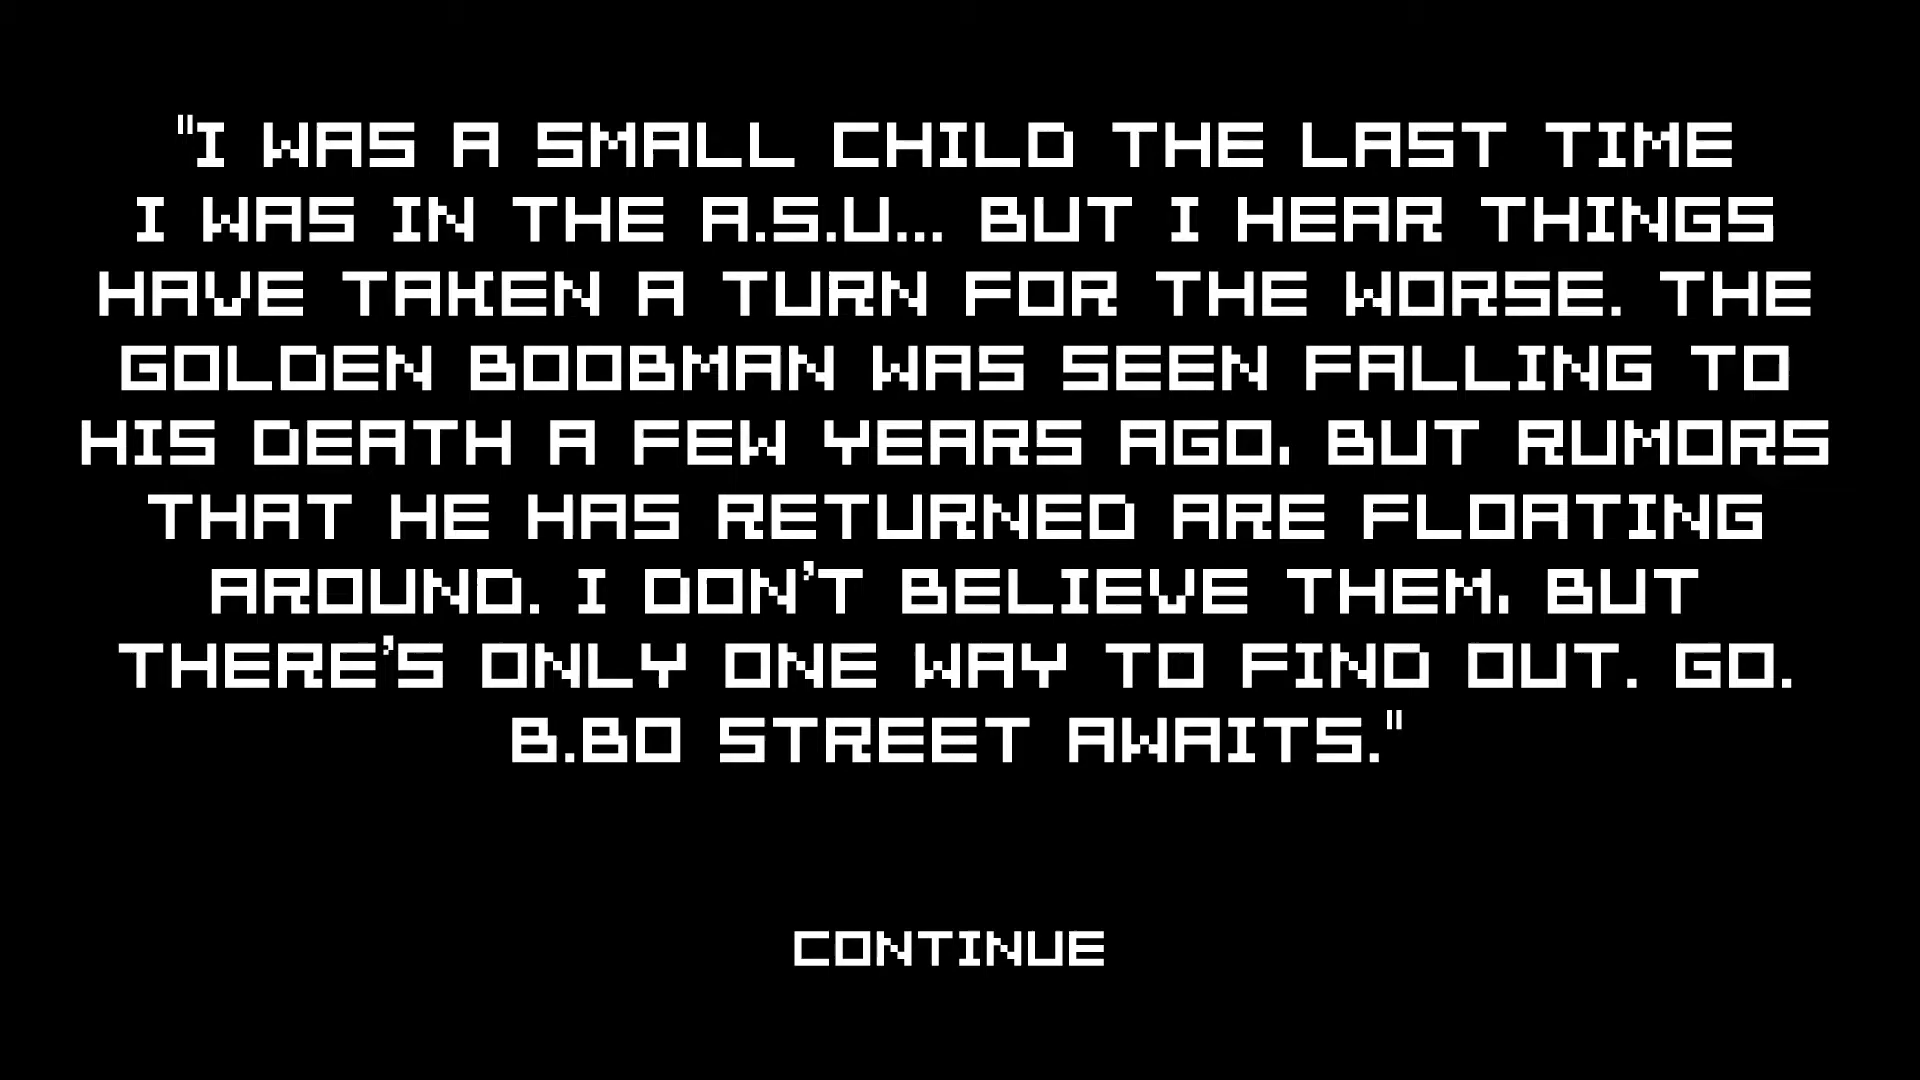 "I WAS A SMALL CHILD THE LAST TIME
I WAS IN THE A.S.U... BUT I HEAR THINGS
HAVE TAKEN A TURN FOR THE WORSE. THE
GOLDEN BOOBMAN WAS SEEN FALLING TO
HIS DEATH A FEW YEARS AGO, BUT RUMORS
THAT HE HAS RETURNED ARE FLOATING
AROUND. I DON'T BELIEVE THEM, BUT
THERE'S ONLY ONE WAY TO FIND OUT. GO.
B.BO STREET AWAITS."
CONTINUE